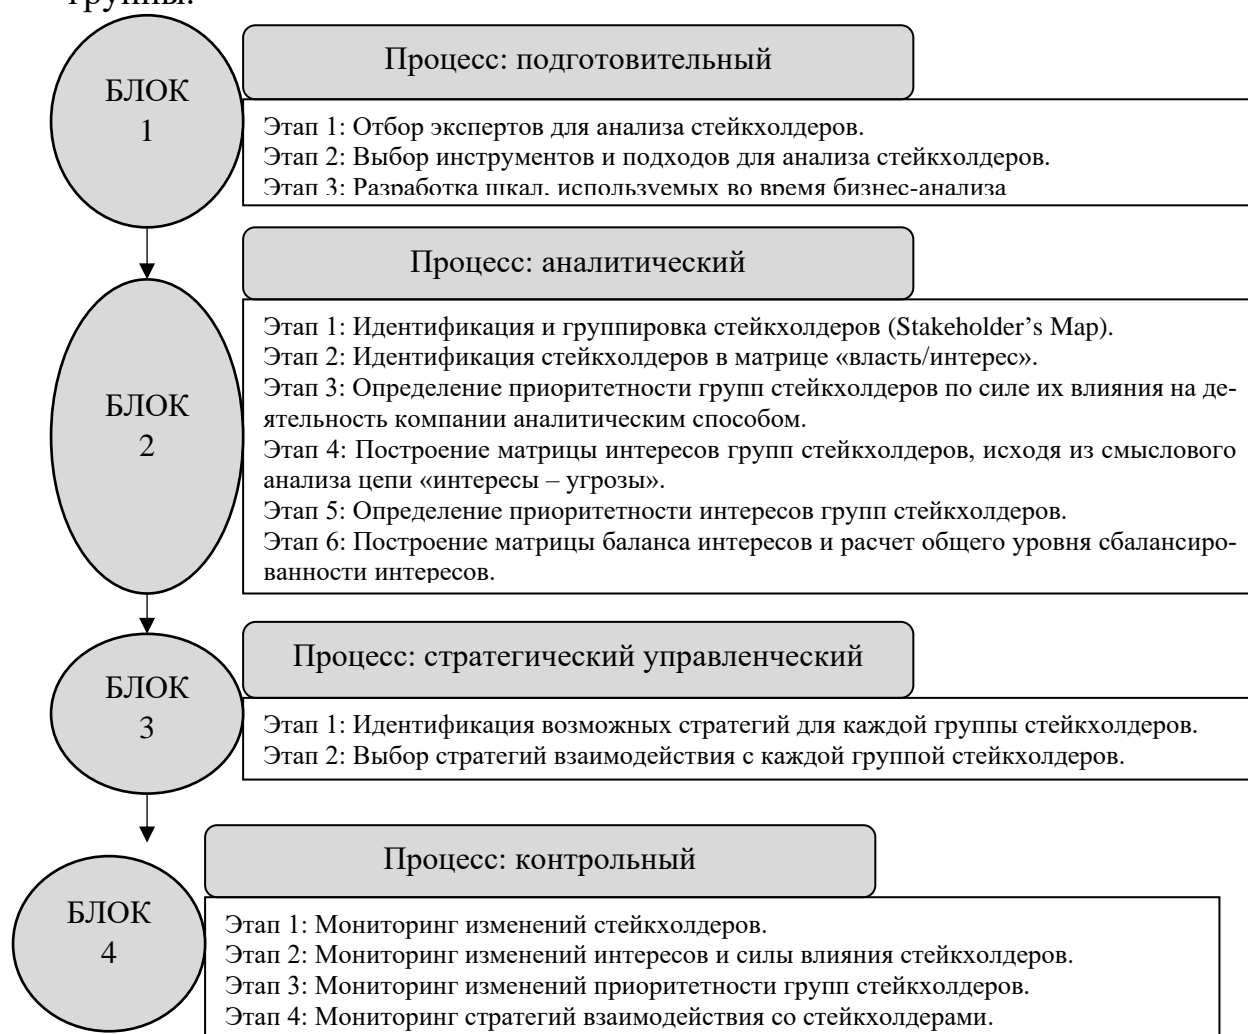 группы.
БЛОК
1
Процесс: подготовительный
Этап 1: Отбор экспертов для анализа стейкхолдеров.
Этап 2: Выбор инструментов и подходов для анализа стейкхолдеров.
Этап 3: Разработка шкал, используемых во время бизнес-анализа
БЛОК
2
Процесс: аналитический
Этап 1: Идентификация и группировка стейкхолдеров (Stakeholder’s Map).
Этап 2: Идентификация стейкхолдеров в матрице «власть/интерес».
Этап 3: Определение приоритетности групп стейкхолдеров по силе их влияния на де-
ятельность компании аналитическим способом.
Этап 4: Построение матрицы интересов групп стейкхолдеров, исходя из смыслового
анализа цепи «интересы – угрозы».
Этап 5: Определение приоритетности интересов групп стейкхолдеров.
Этап 6: Построение матрицы баланса интересов и расчет общего уровня сбалансиро-
ванности интересов.
БЛОК
3
Процесс: стратегический управленческий
Этап 1: Идентификация возможных стратегий для каждой группы стейкхолдеров.
Этап 2: Выбор стратегий взаимодействия с каждой группой стейкхолдеров.
БЛОК
4
Процесс: контрольный
Этап 1: Мониторинг изменений стейкхолдеров.
Этап 2: Мониторинг изменений интересов и силы влияния стейкхолдеров.
Этап 3: Мониторинг изменений приоритетности групп стейкхолдеров.
Этап 4: Мониторинг стратегий взаимодействия со стейкхолдерами.